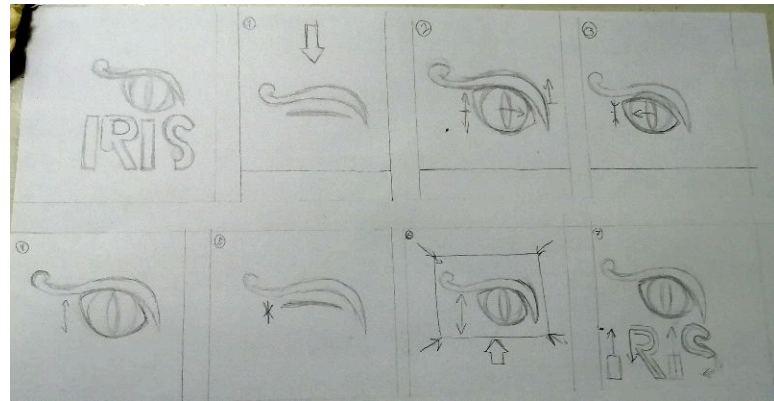 ① ② ③
IRIS
④ ⑤ ⑥ ⑦
IRIS